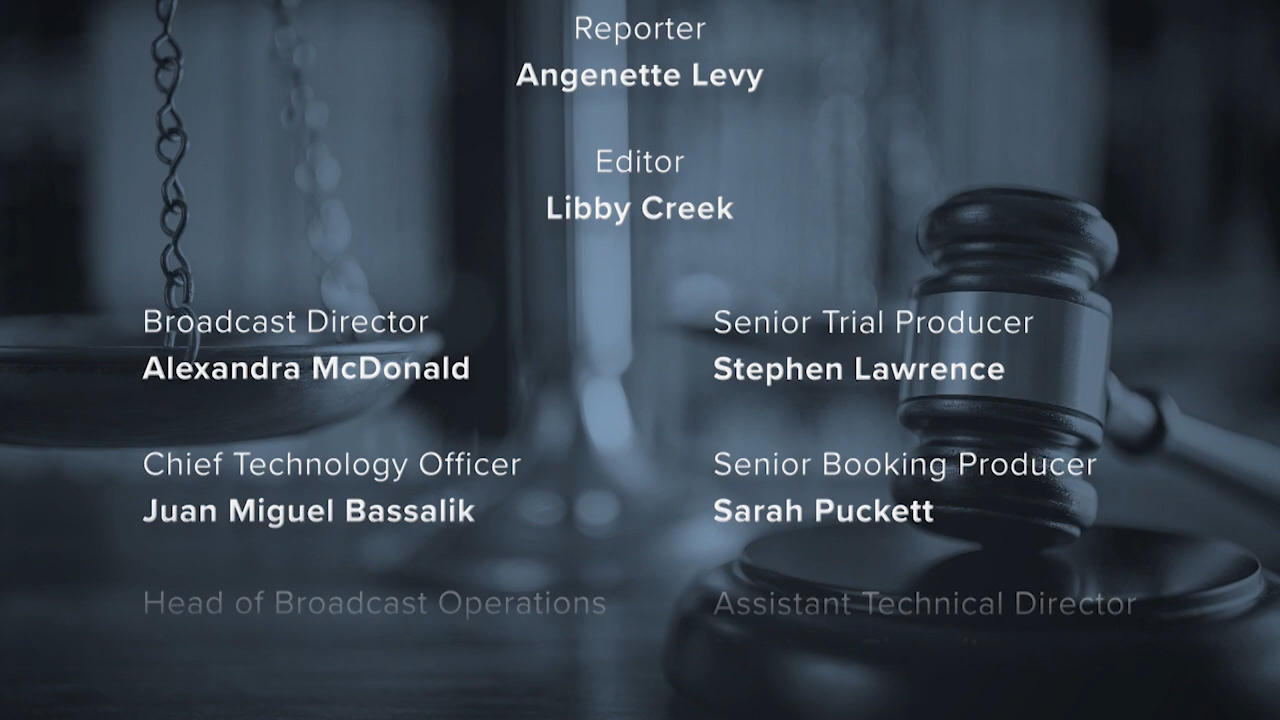 Reporter
Angenette Levy
Editor
Libby Creek
Broadcast Director
Alexandra McDonald
Senior Trial Producer
Stephen Lawrence
Chief Technology Officer
Juan Miguel Bassalik
Senior Booking Producer
Sarah Puckett
Head of Broadcast Operations
Assistant Technical Director